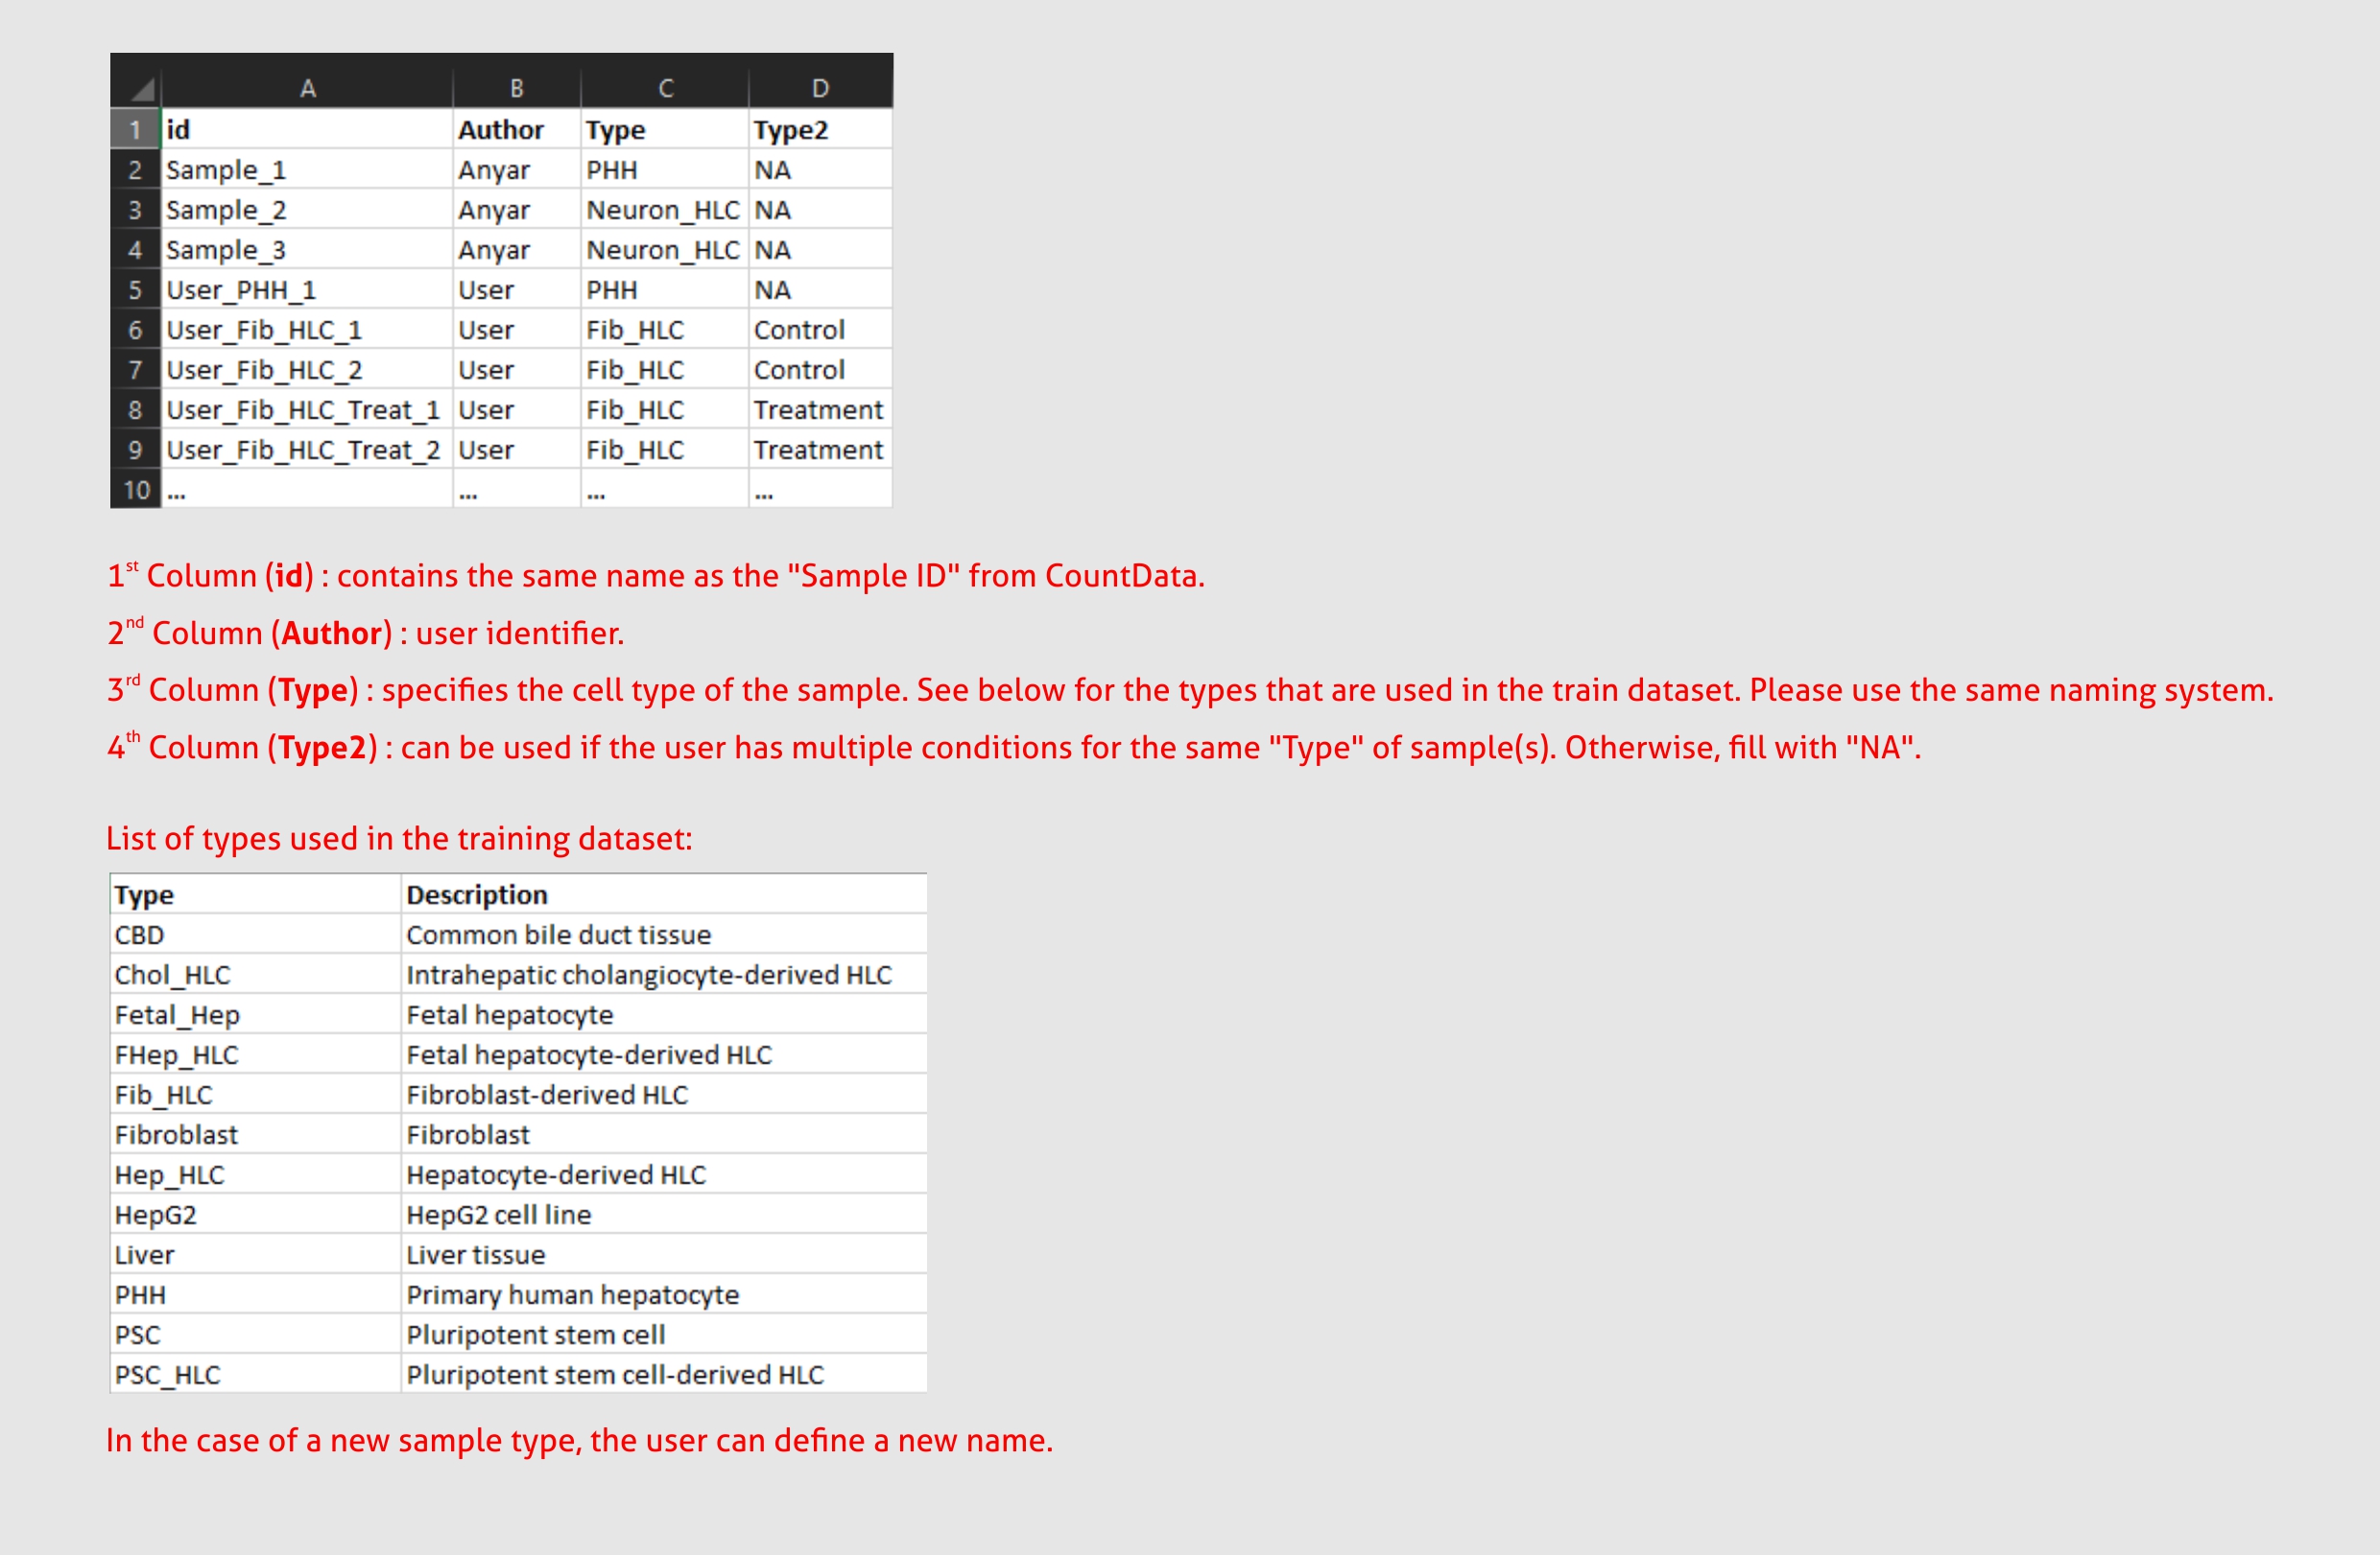 A B C D
1 id Author Type Type2
2 Sample_1 Anyar PHH NA
3 Sample_2 Anyar Neuron_HLC NA
4 Sample_3 Anyar Neuron_HLC NA
5 User_PHH_1 User PHH NA
6 User_Fib_HLC_1 User Fib_HLC Control
7 User_Fib_HLC_2 User Fib_HLC Control
8 User_Fib_HLC_Treat_1 User Fib_HLC Treatment
9 User_Fib_HLC_Treat_2 User Fib_HLC Treatment
10 ... ... ... ...
1st Column (id) : contains the same name as the "Sample ID" from CountData.
2nd Column (Author) : user identifier.
3rd Column (Type) : specifies the cell type of the sample. See below for the types that are used in the train dataset. Please use the same naming system.
4th Column (Type2) : can be used if the user has multiple conditions for the same "Type" of sample(s). Otherwise, fill with "NA".
List of types used in the training dataset:
Type Description
CBD Common bile duct tissue
Chol_HLC Intrahepatic cholangiocyte-derived HLC
Fetal_Hep Fetal hepatocyte
FHep_HLC Fetal hepatocyte-derived HLC
Fib_HLC Fibroblast-derived HLC
Fibroblast Fibroblast
Hep_HLC Hepatocyte-derived HLC
HepG2 HepG2 cell line
Liver Liver tissue
PHH Primary human hepatocyte
PSC Pluripotent stem cell
PSC_HLC Pluripotent stem cell-derived HLC
In the case of a new sample type, the user can define a new name.